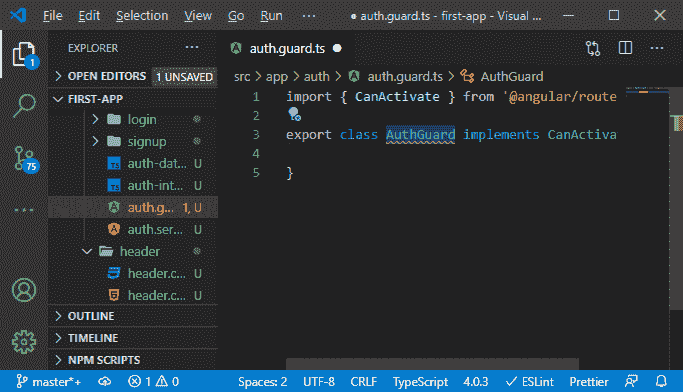 File Edit Selection View Go Run ··· ● auth.guard.ts - first-app - Visual ...
1
75
EXPLORER ···
OPEN EDITORS 1 UNSAVED
FIRST-APP
login
signup
TS auth-dat... U
TS auth-int... U
auth.g... 1, U
auth.ser... U
header
header.c... U
header.c... U
OUTLINE
TIMELINE
NPM SCRIPTS
auth.guard.ts ●
src > app > auth > auth.guard.ts > AuthGuard
1 import { CanActivate } from '@angular/route
2
3 export class AuthGuard implements CanActiva
4
5 }
master*+ 1 0 Spaces: 2 UTF-8 CRLF TypeScript 4.0.3 ESLint Prettier